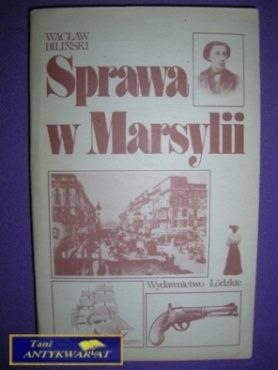 WACŁAW
BILIŃSKI
Sprawa
w Marsylii
Wydawnictwo Łódzkie
Tani
ANTYKWARIAT